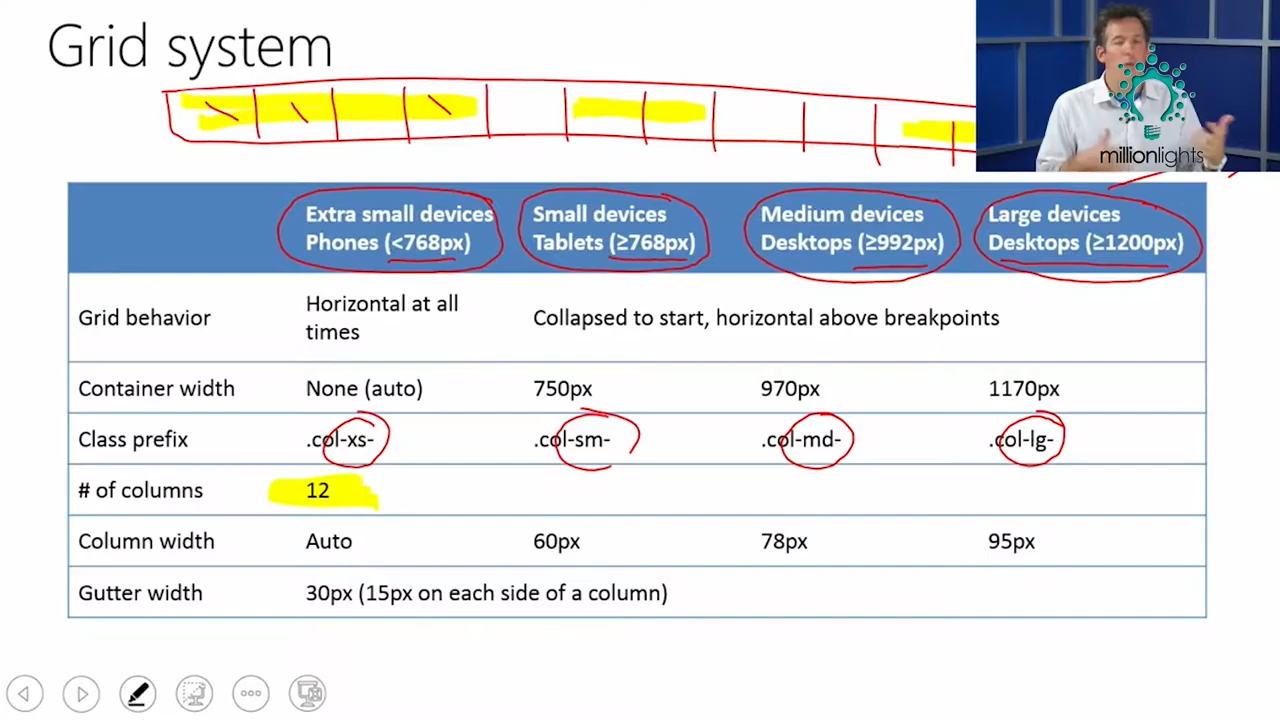 Grid system
millionlights
Extra small devices Small devices Medium devices Large devices
Phones (<768px) Tablets (≥768px) Desktops (≥992px) Desktops (≥1200px)
Grid behavior Horizontal at all times Collapsed to start, horizontal above breakpoints
Container width None (auto) 750px 970px 1170px
Class prefix .col-xs- .col-sm- .col-md- .col-lg-
# of columns 12
Column width Auto 60px 78px 95px
Gutter width 30px (15px on each side of a column)